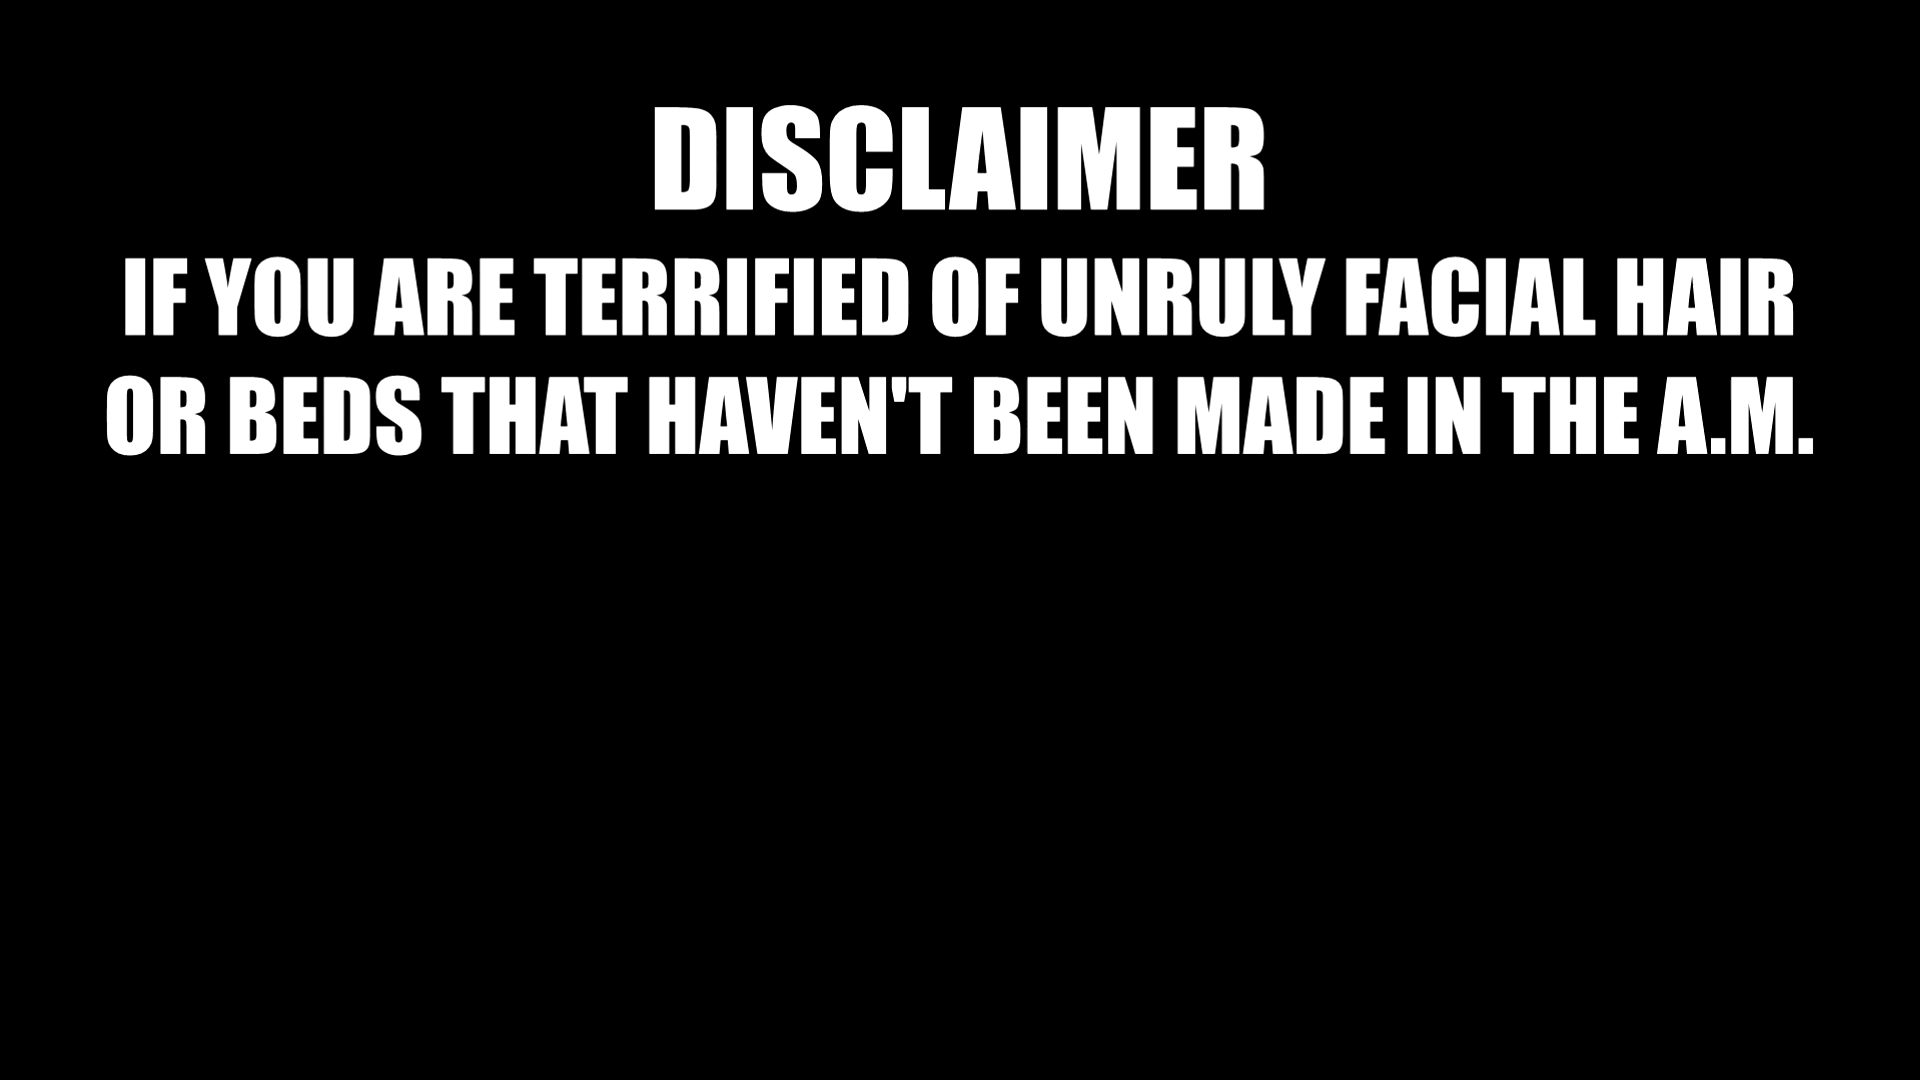 DISCLAIMER
IF YOU ARE TERRIFIED OF UNRULY FACIAL HAIR
OR BEDS THAT HAVEN'T BEEN MADE IN THE A.M.